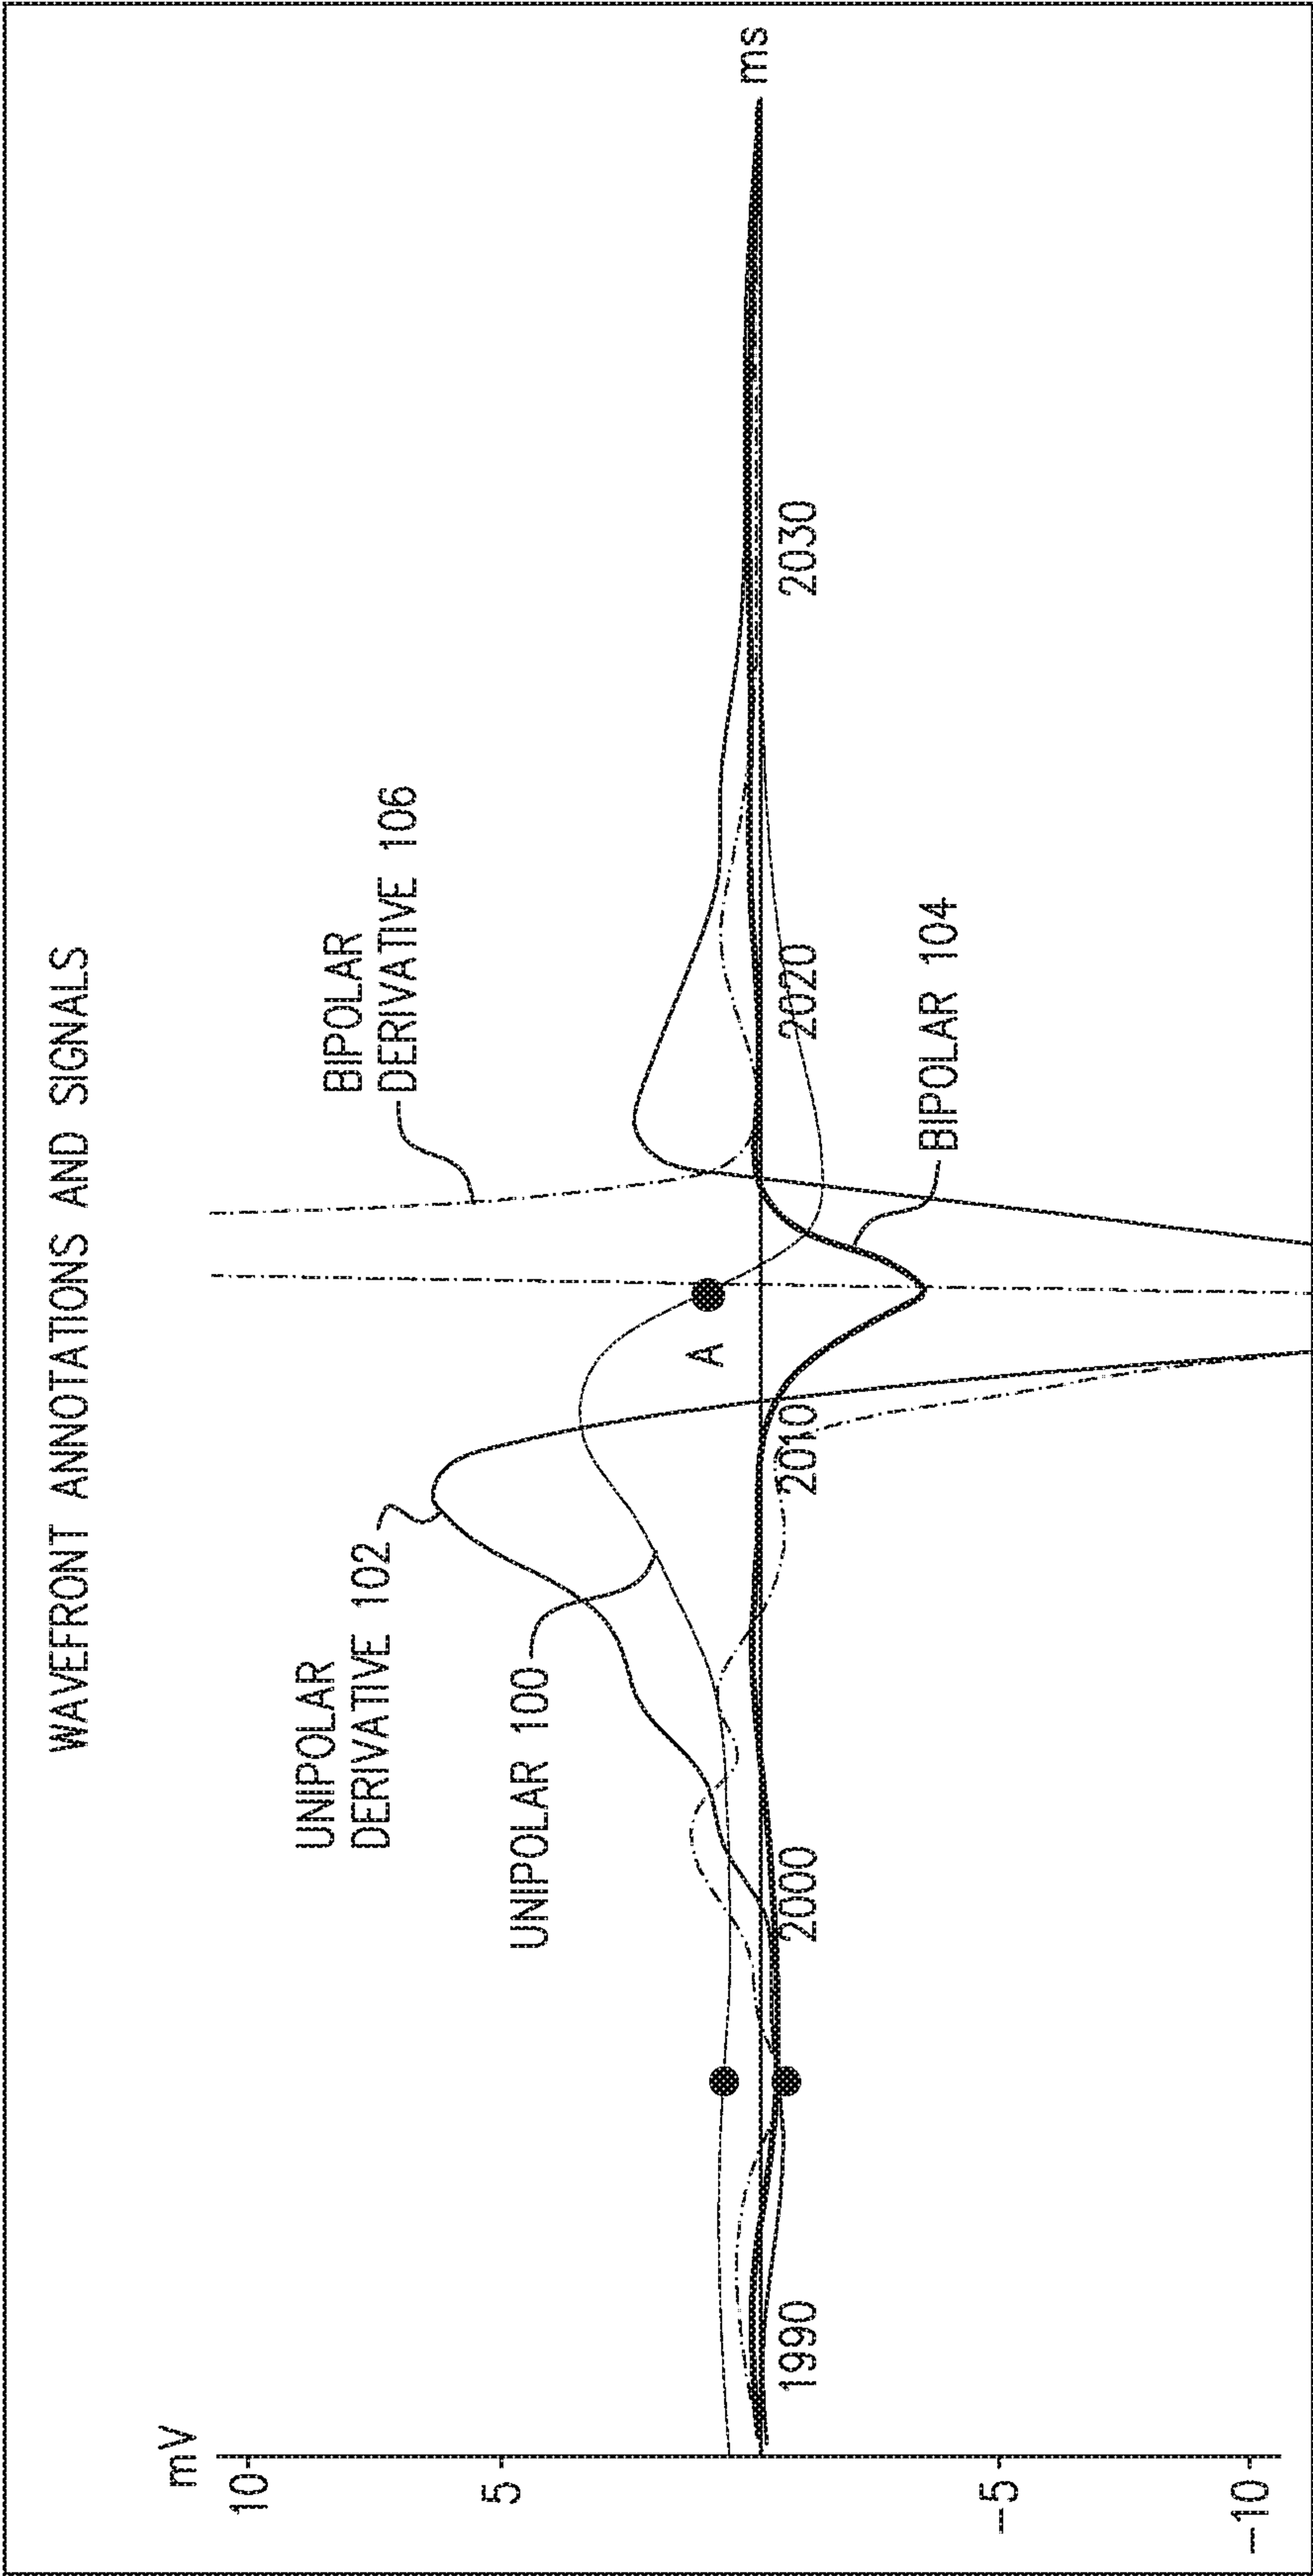 WAVEFRONT ANNOTATIONS AND SIGNALS
mV
10
5
-5
-10
UNIPOLAR
DERIVATIVE 102
UNIPOLAR 100
BIPOLAR
DERIVATIVE 106
A
BIPOLAR 104
1990
2000
2010
2020
2030
ms